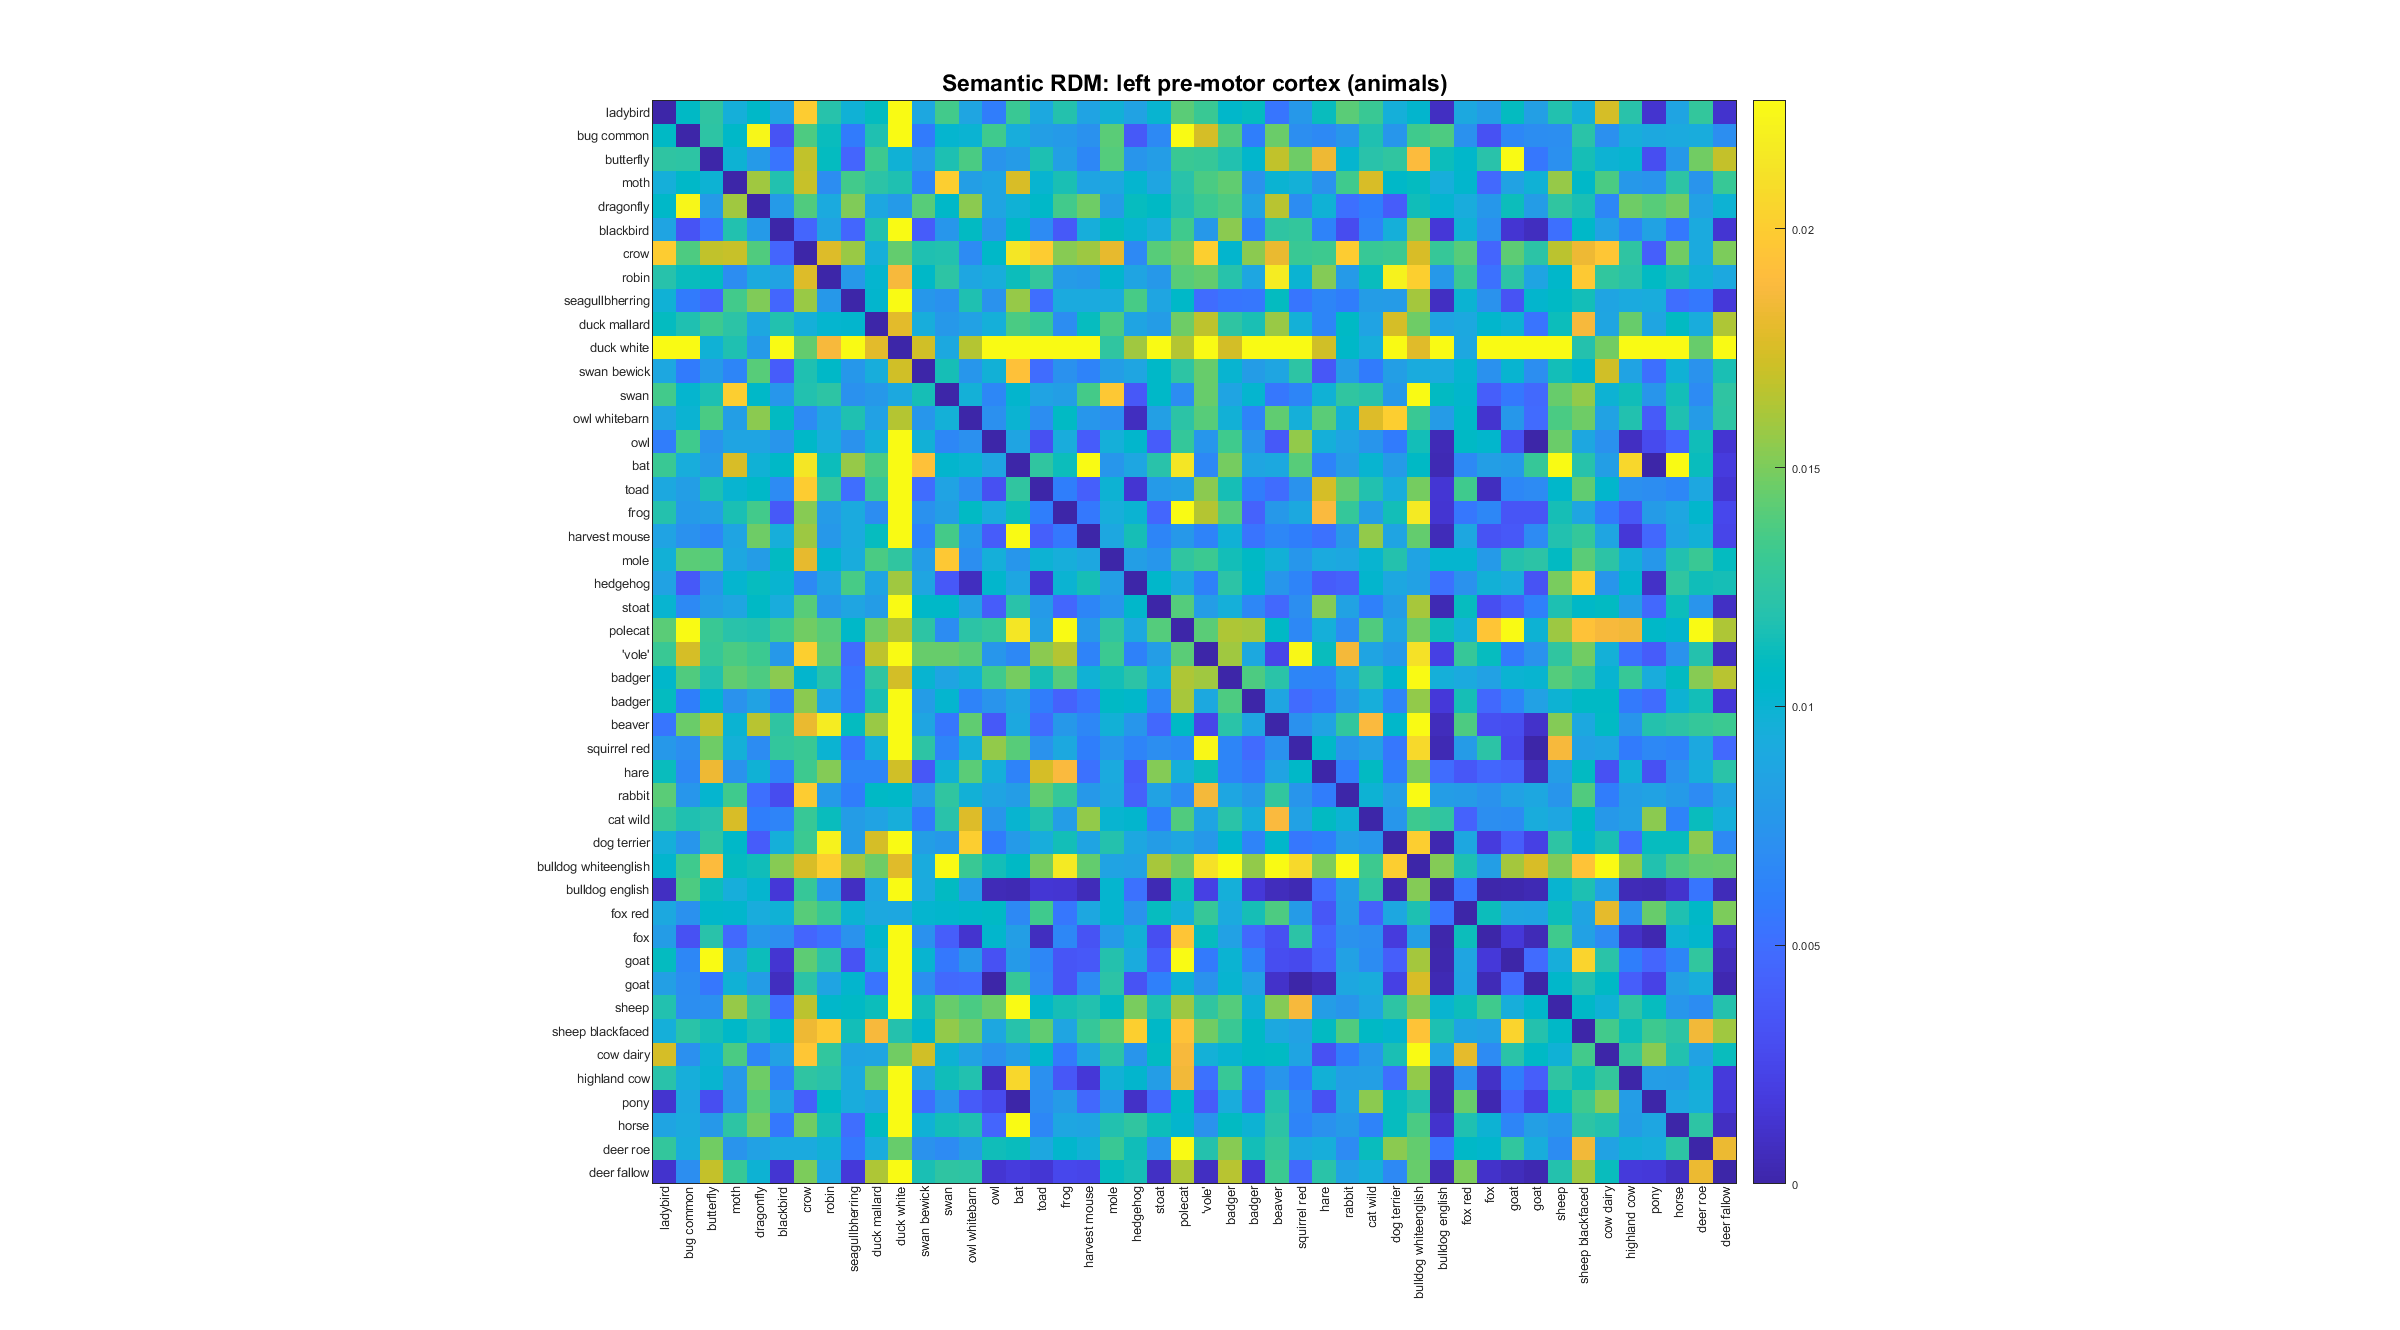 Semantic RDM: left pre-motor cortex (animals)
ladybird
bug common
butterfly
moth
dragonfly
blackbird
crow
robin
seagullbherring
duck mallard
duck white
swan bewick
swan
owl whitebarn
owl
bat
toad
frog
harvest mouse
mole
hedgehog
stoat
polecat
'vole'
badger
badger
beaver
squirrel red
hare
rabbit
cat wild
dog terrier
bulldog whiteenglish
bulldog english
fox red
fox
goat
goat
sheep
sheep blackfaced
cow dairy
highland cow
pony
horse
deer roe
deer fallow
0.02
0.015
0.01
0.005
0
ladybird
bug common
butterfly
moth
dragonfly
blackbird
crow
robin
seagullbherring
duck mallard
duck white
swan bewick
swan
owl whitebarn
owl
bat
toad
frog
harvest mouse
mole
hedgehog
stoat
polecat
'vole'
badger
badger
beaver
squirrel red
hare
rabbit
cat wild
dog terrier
bulldog whiteenglish
bulldog english
fox red
fox
goat
goat
sheep
sheep blackfaced
cow dairy
highland cow
pony
horse
deer roe
deer fallow